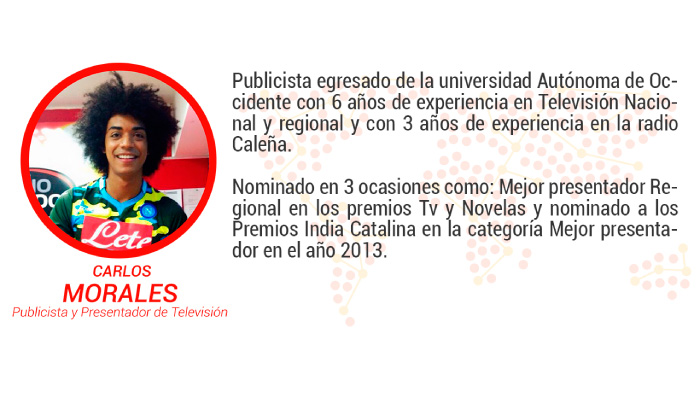 Publicista egresado de la universidad Autónoma de Oc-
cidente con 6 años de experiencia en Televisión Nacio-
nal y regional y con 3 años de experiencia en la radio
Caleña.
Nominado en 3 ocasiones como: Mejor presentador Re-
gional en los premios Tv y Novelas y nominado a los
Premios India Catalina en la categoría Mejor presenta-
dor en el año 2013.
Lete
CARLOS
MORALES
Publicista y Presentador de Televisión